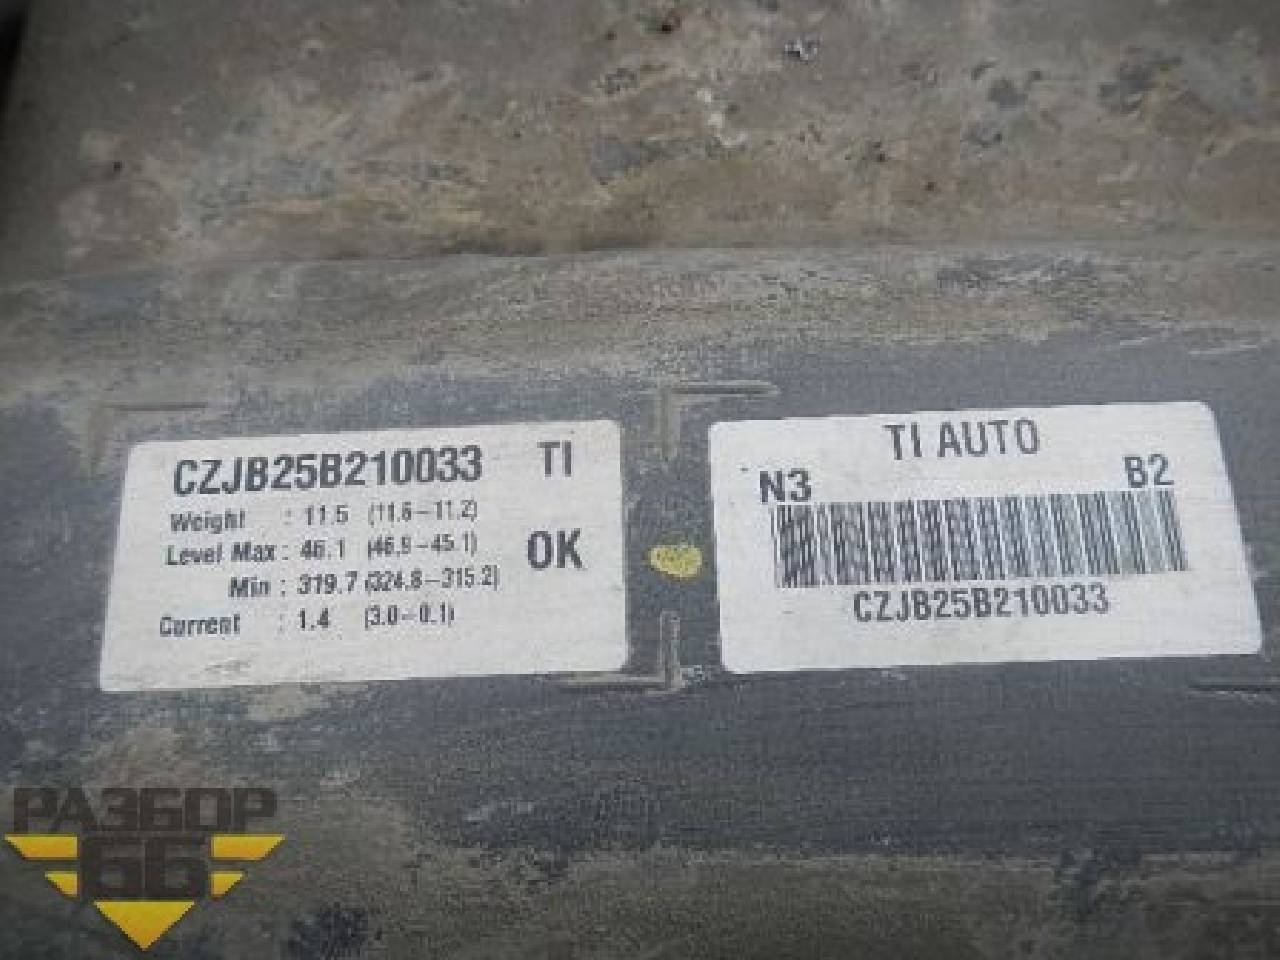 CZJB25B210033 TI
Weight : 11.5 (11.6-11.2)
Level Max : 46.1 (46.9-45.1)
OK
Min : 319.7 (324.8-315.2)
Current : 1.4 (3.0-0.1)
TI AUTO
N3 B2
CZJB25B210033
РАЗБОР
66